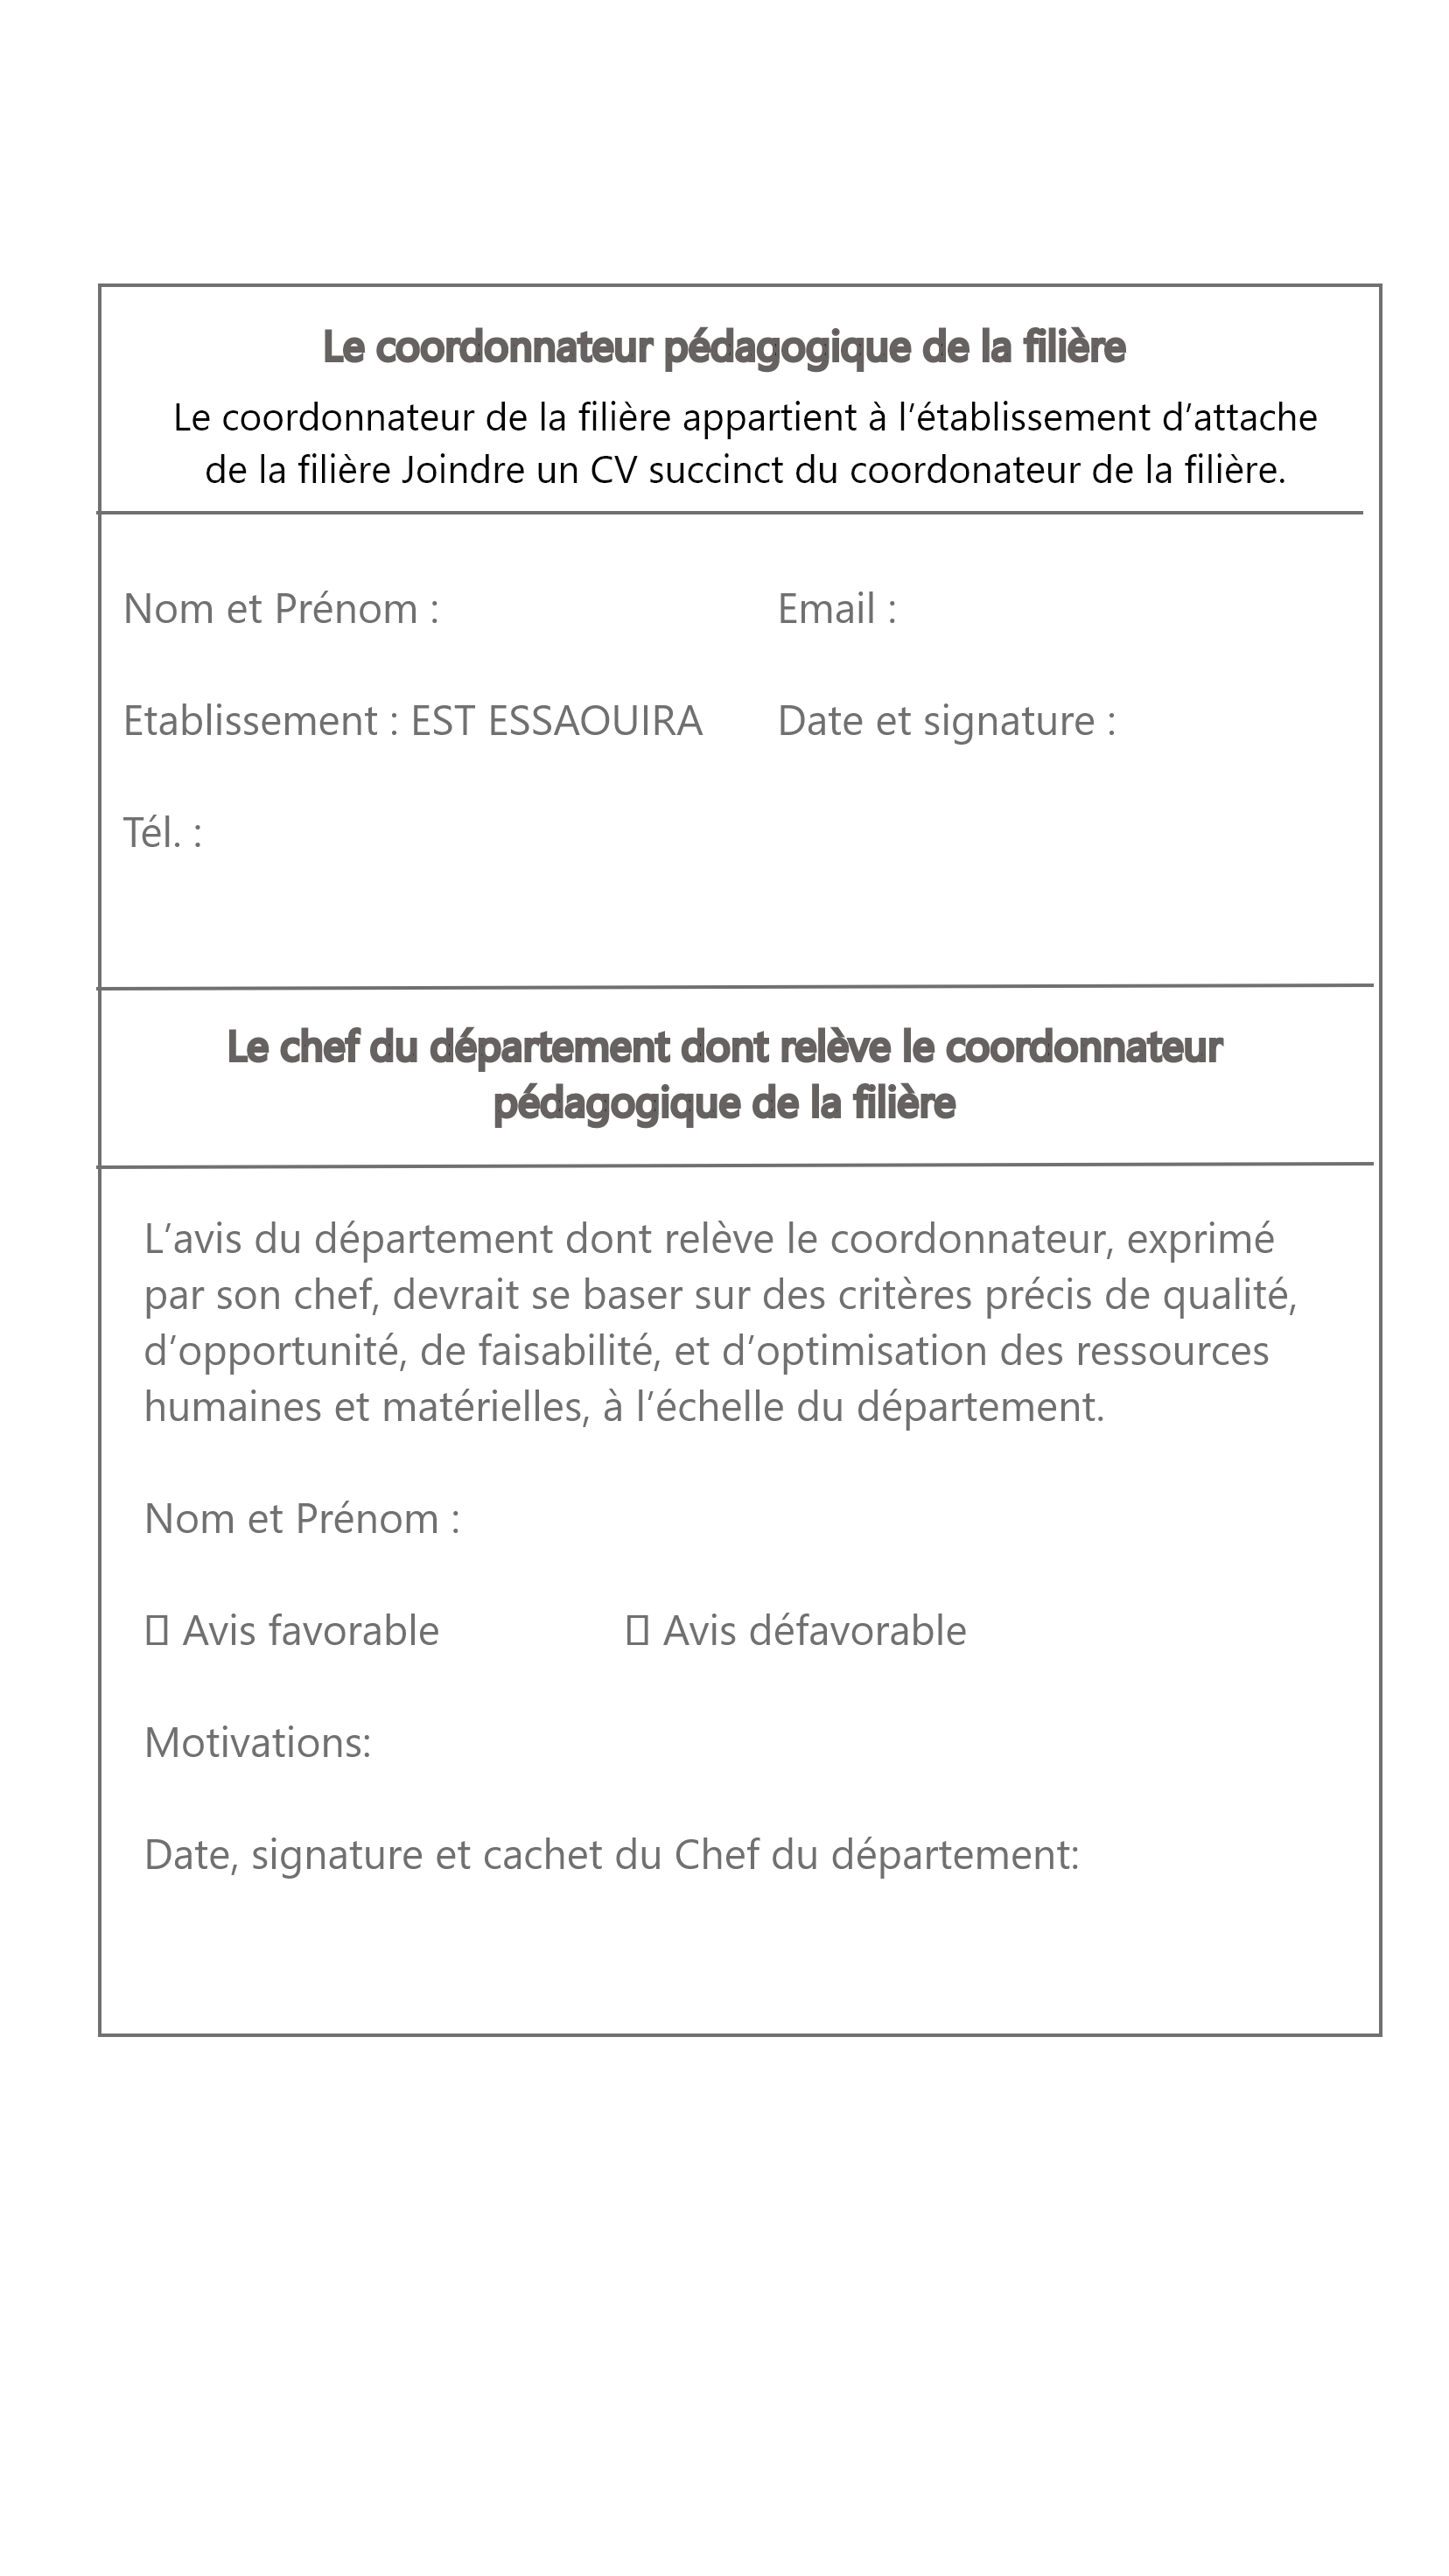 Le coordonnateur pédagogique de la filière
Le coordonnateur de la filière appartient à l’établissement d’attache
de la filière Joindre un CV succinct du coordonateur de la filière.
Nom et Prénom : Email :
Etablissement : EST ESSAOUIRA Date et signature :
Tél. :
Le chef du département dont relève le coordonnateur
pédagogique de la filière
L’avis du département dont relève le coordonnateur, exprimé
par son chef, devrait se baser sur des critères précis de qualité,
d’opportunité, de faisabilité, et d’optimisation des ressources
humaines et matérielles, à l’échelle du département.
Nom et Prénom :
▯ Avis favorable ▯ Avis défavorable
Motivations:
Date, signature et cachet du Chef du département: